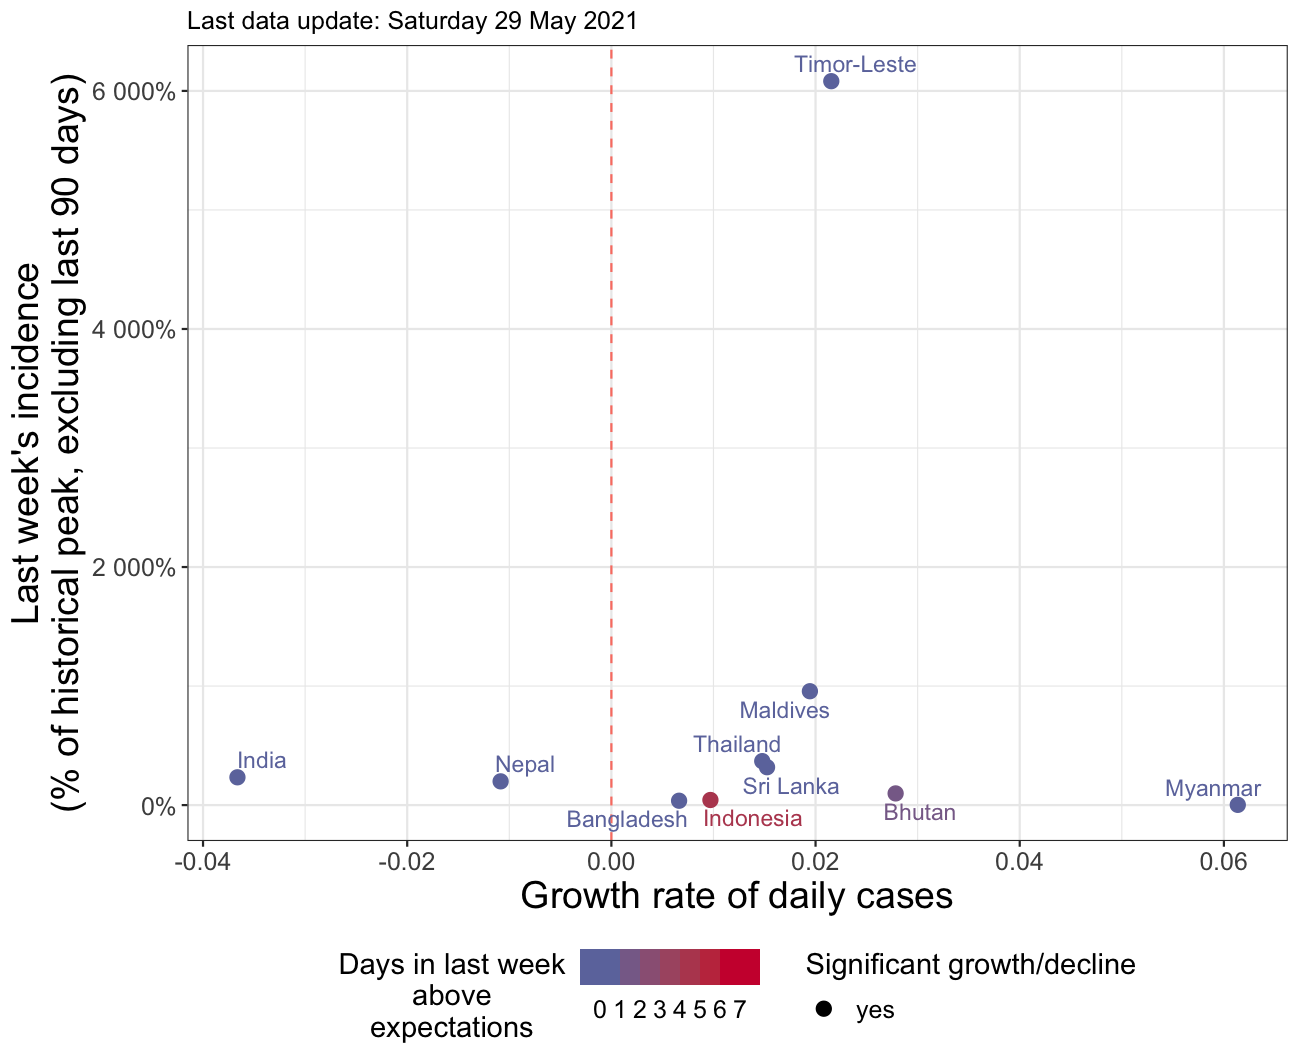 Last data update: Saturday 29 May 2021
Last week's incidence
(% of historical peak, excluding last 90 days)
6 000%
4 000%
2 000%
0%
Timor-Leste
Maldives
Thailand
India
Nepal
Sri Lanka
Myanmar
Bangladesh
Indonesia
Bhutan
-0.04
-0.02
0.00
0.02
0.04
0.06
Growth rate of daily cases
Days in last week
above
expectations
0 1 2 3 4 5 6 7
Significant growth/decline
yes